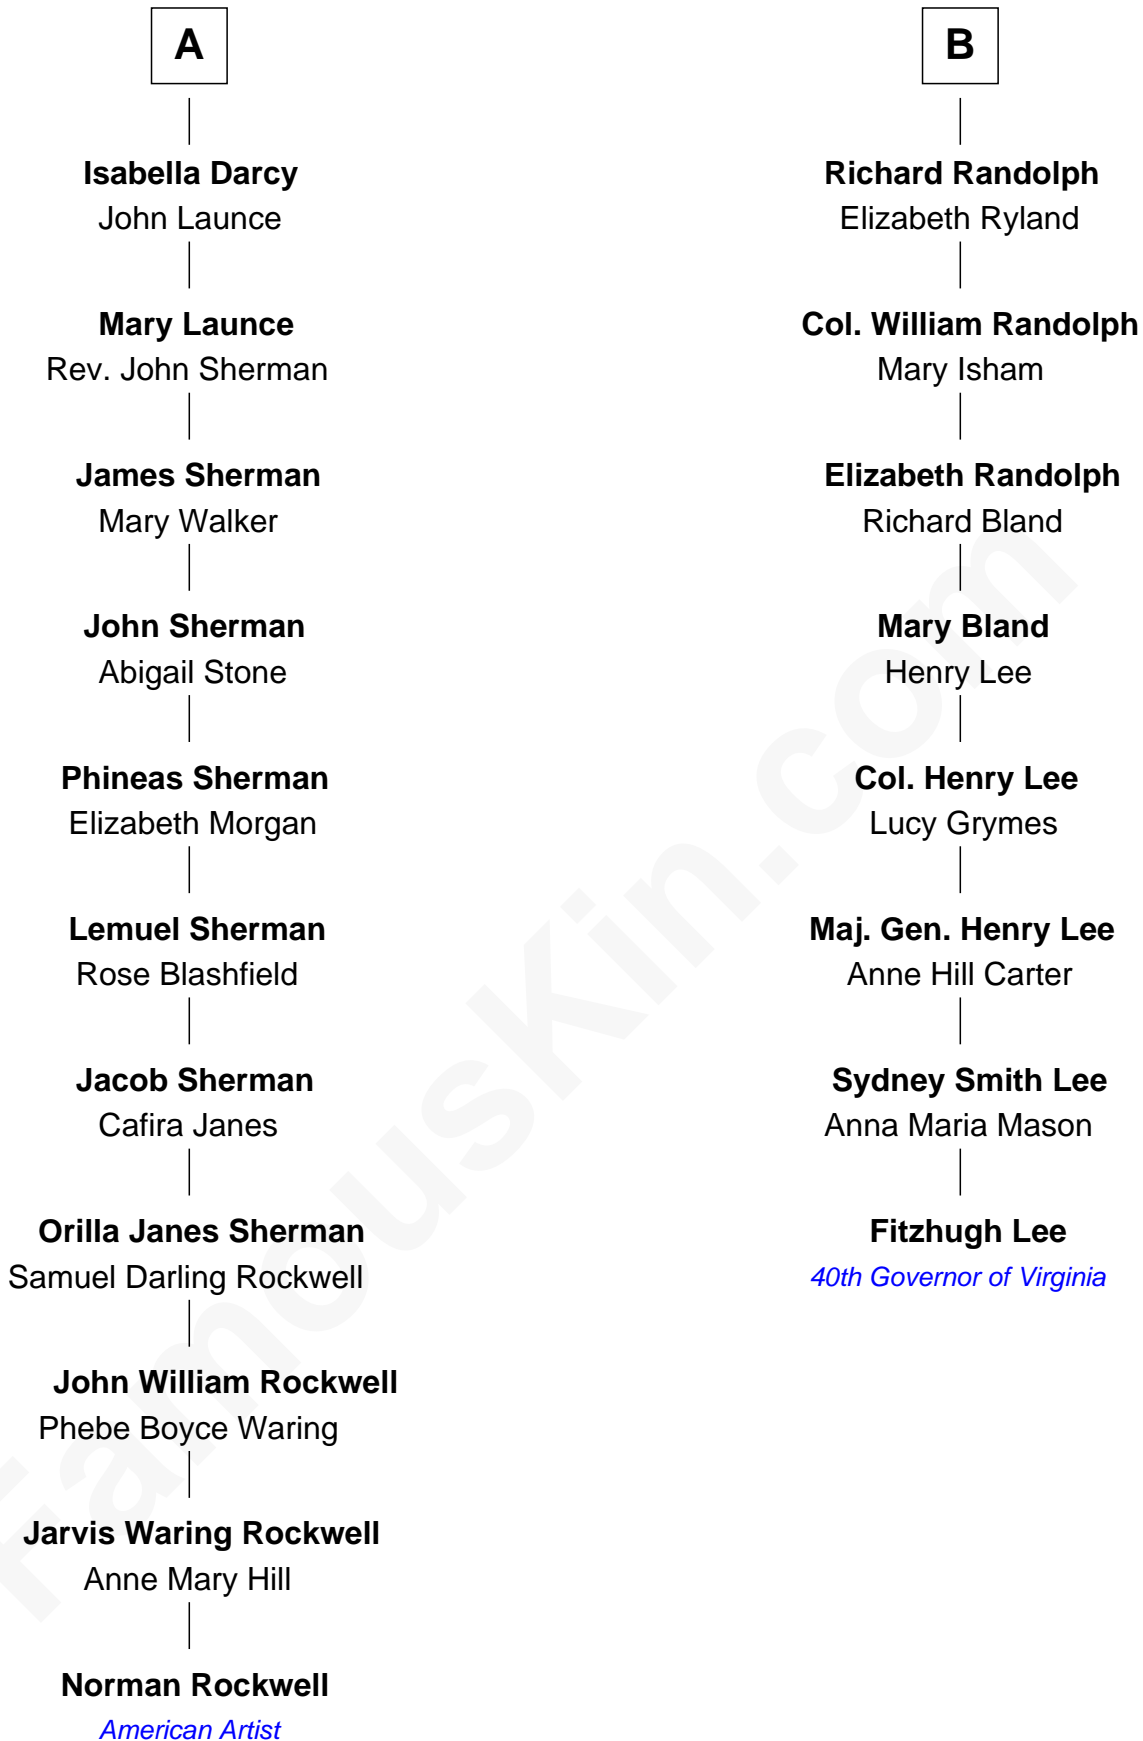 A
Isabella Darcy
John Launce
Mary Launce
Rev. John Sherman
James Sherman
Mary Walker
John Sherman
Abigail Stone
Phineas Sherman
Elizabeth Morgan
Lemuel Sherman
Rose Blashfield
Jacob Sherman
Cafira Janes
Orilla Janes Sherman
Samuel Darling Rockwell
John William Rockwell
Phebe Boyce Waring
Jarvis Waring Rockwell
Anne Mary Hill
Norman Rockwell
American Artist
B
Richard Randolph
Elizabeth Ryland
Col. William Randolph
Mary Isham
Elizabeth Randolph
Richard Bland
Mary Bland
Henry Lee
Col. Henry Lee
Lucy Grymes
Maj. Gen. Henry Lee
Anne Hill Carter
Sydney Smith Lee
Anna Maria Mason
Fitzhugh Lee
40th Governor of Virginia
FamousKin.com